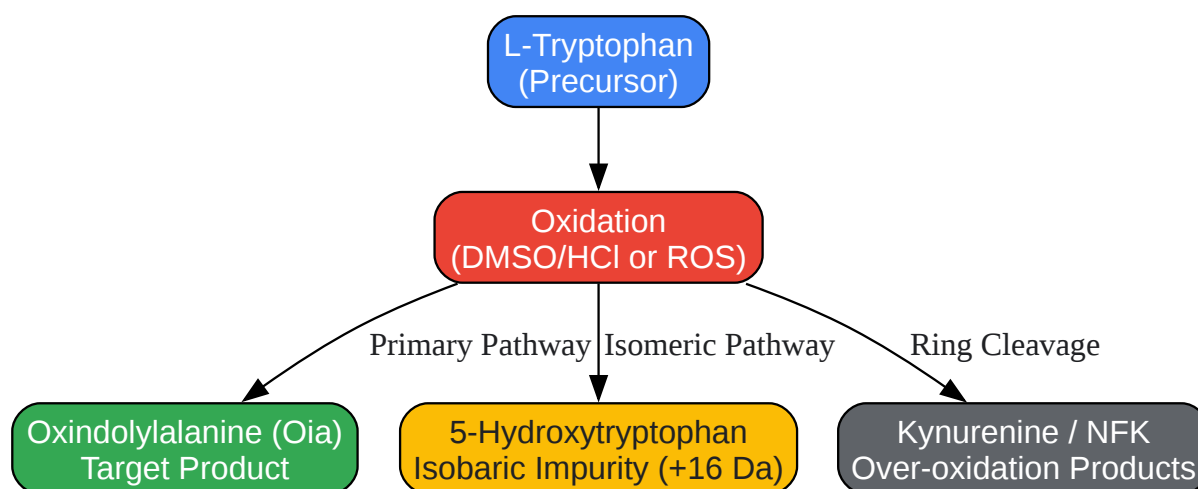 L-Tryptophan
(Precursor)
Oxidation
(DMSO/HCl or ROS)
Primary Pathway
Isomeric Pathway
Ring Cleavage
Oxindolylalanine (Oia)
Target Product
5-Hydroxytryptophan
Isobaric Impurity (+16 Da)
Kynurenine / NFK
Over-oxidation Products